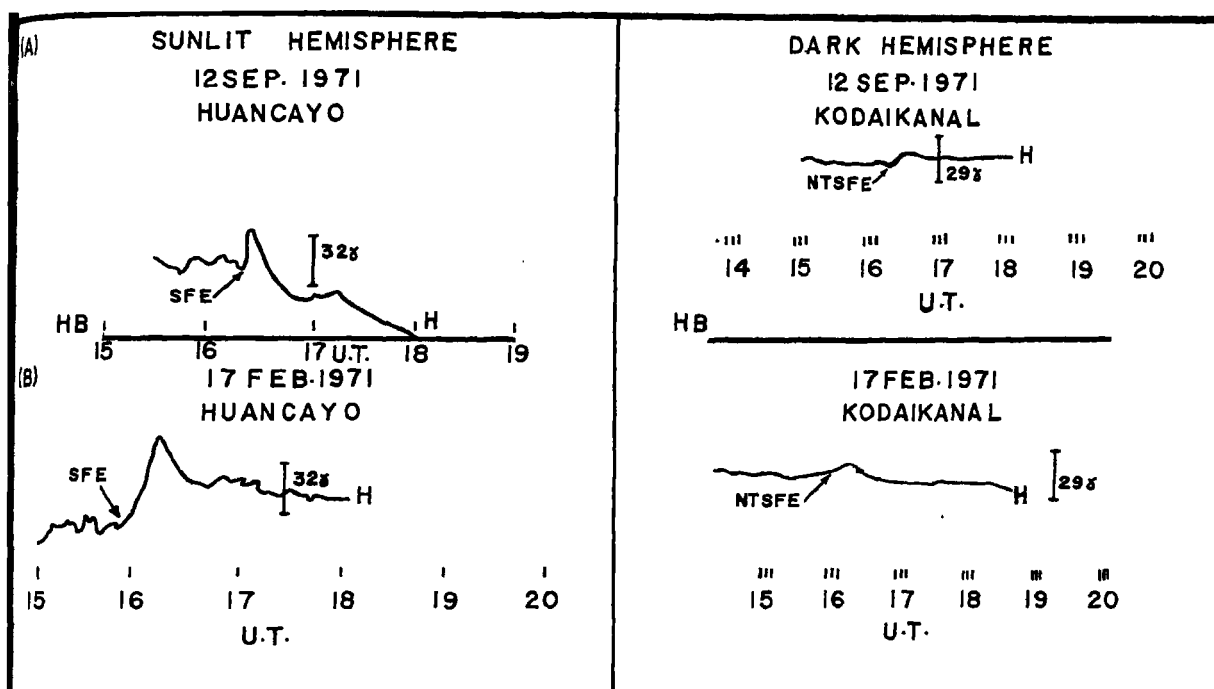 (A)
SUNLIT HEMISPHERE
12 SEP. 1971
HUANCAYO
SFE
32γ
HB
H
15 16 17 18 19
U.T.
DARK HEMISPHERE
12 SEP. 1971
KODAIKANAL
H
NTSFE
29γ
14 15 16 17 18 19 20
U.T.
HB
(B)
17 FEB. 1971
HUANCAYO
SFE
32γ
H
15 16 17 18 19 20
U.T.
17 FEB. 1971
KODAIKANAL
NTSFE
H
29γ
15 16 17 18 19 20
U.T.